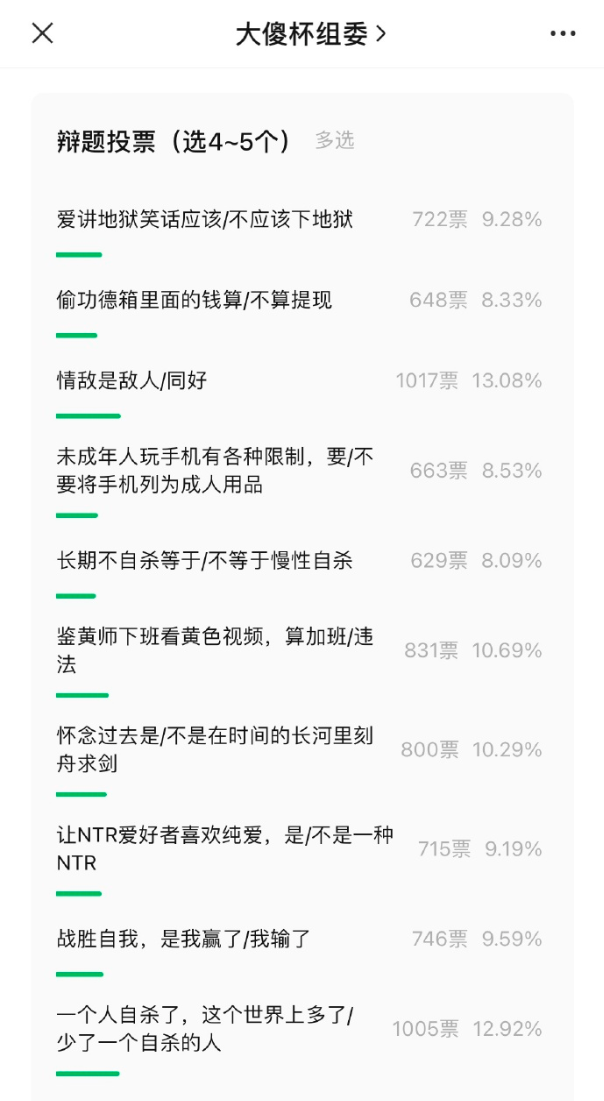 大傻杯组委
辩题投票（选4~5个） 多选
爱讲地狱笑话应该/不应该下地狱 722票 9.28%
偷功德箱里面的钱算/不算提现 648票 8.33%
情敌是敌人/同好 1017票 13.08%
未成年人玩手机有各种限制，要/不
要将手机列为成人用品 663票 8.53%
长期不自杀等于/不等于慢性自杀 629票 8.09%
鉴黄师下班看黄色视频，算加班/违
法 831票 10.69%
怀念过去是/不是在时间的长河里刻
舟求剑 800票 10.29%
让NTR爱好者喜欢纯爱，是/不是一种
NTR 715票 9.19%
战胜自我，是我赢了/我输了 746票 9.59%
一个人自杀了，这个世界上多了/
少了一个自杀的人 1005票 12.92%